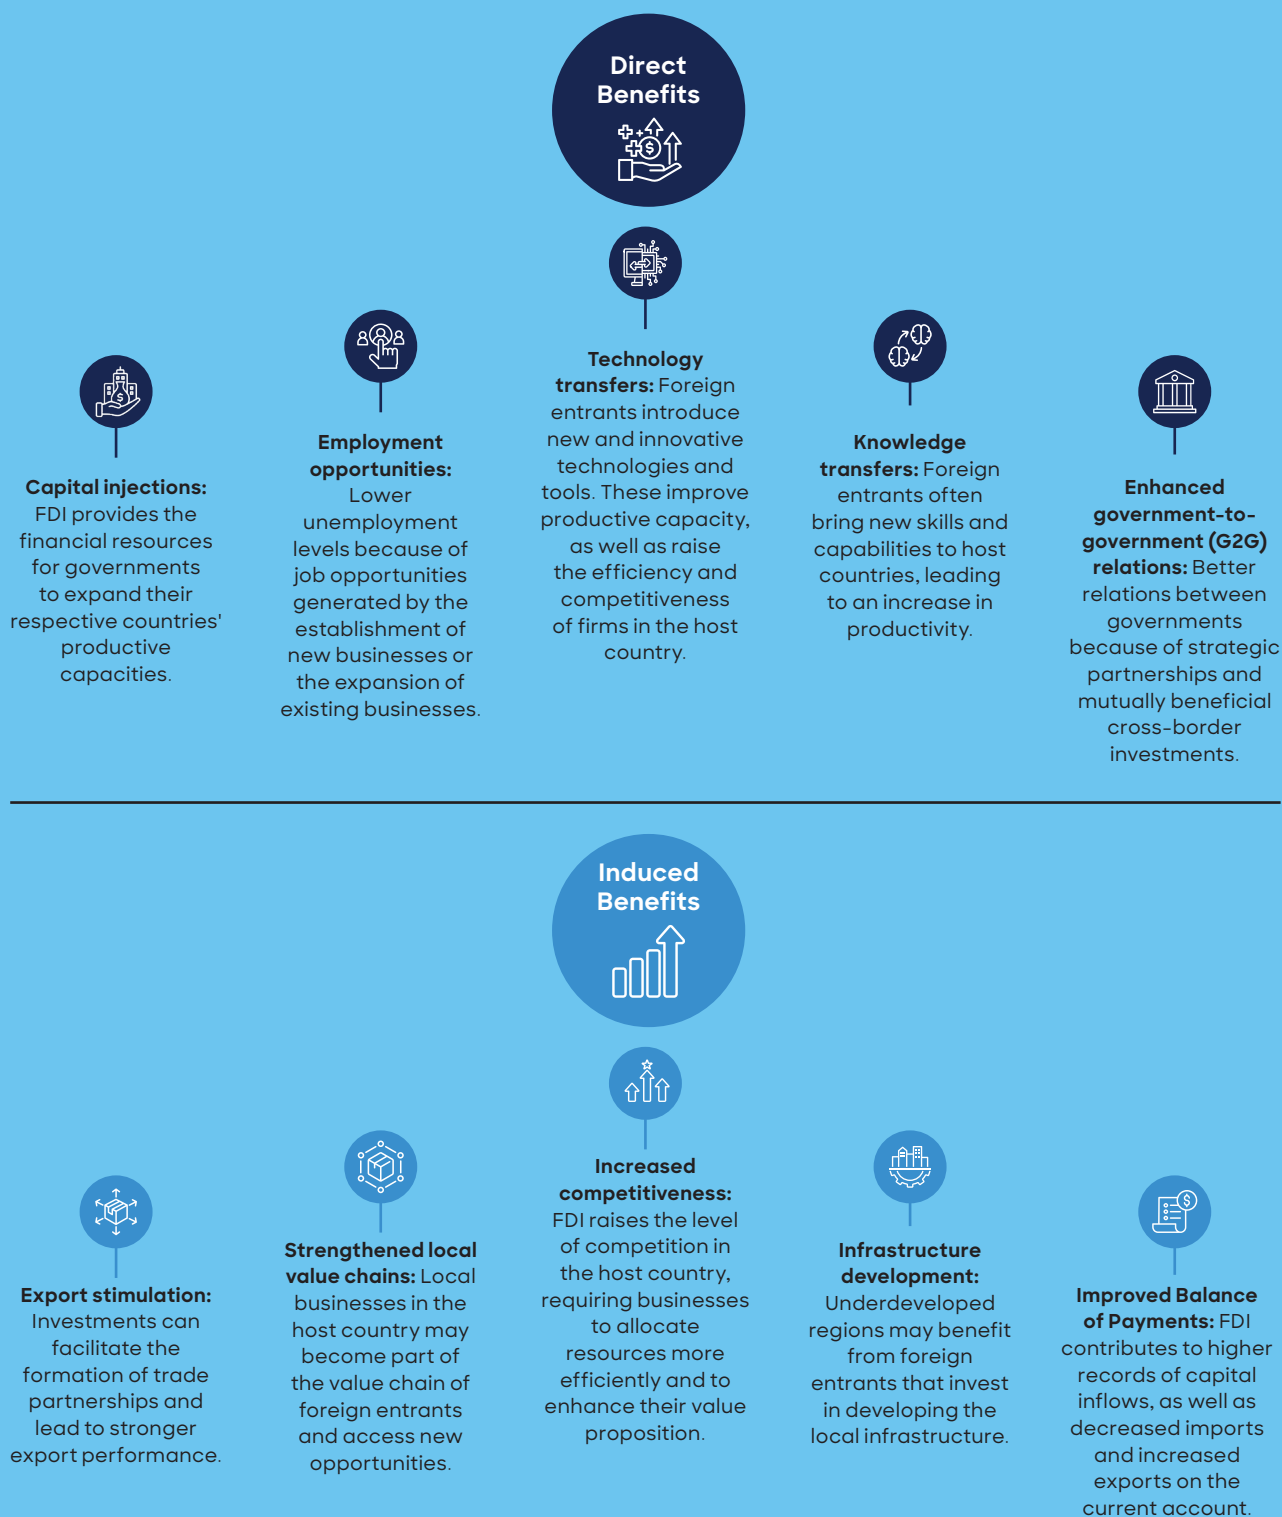 Direct
Benefits
Capital injections:
FDI provides the
financial resources
for governments
to expand their
respective countries'
productive
capacities.
Employment
opportunities:
Lower
unemployment
levels because of
job opportunities
generated by the
establishment of
new businesses or
the expansion of
existing businesses.
Technology
transfers: Foreign
entrants introduce
new and innovative
technologies and
tools. These improve
productive capacity,
as well as raise
the efficiency and
competitiveness
of firms in the host
country.
Knowledge
transfers: Foreign
entrants often
bring new skills and
capabilities to host
countries, leading
to an increase in
productivity.
Enhanced
government-to-
government (G2G)
relations: Better
relations between
governments
because of strategic
partnerships and
mutually beneficial
cross-border
investments.
Induced
Benefits
Export stimulation:
Investments can
facilitate the
formation of trade
partnerships and
lead to stronger
export performance.
Strengthened local
value chains: Local
businesses in the
host country may
become part of
the value chain of
foreign entrants
and access new
opportunities.
Increased
competitiveness:
FDI raises the level
of competition in
the host country,
requiring businesses
to allocate
resources more
efficiently and to
enhance their value
proposition.
Infrastructure
development:
Underdeveloped
regions may benefit
from foreign
entrants that invest
in developing the
local infrastructure.
Improved Balance
of Payments: FDI
contributes to higher
records of capital
inflows, as well as
decreased imports
and increased
exports on the
current account.